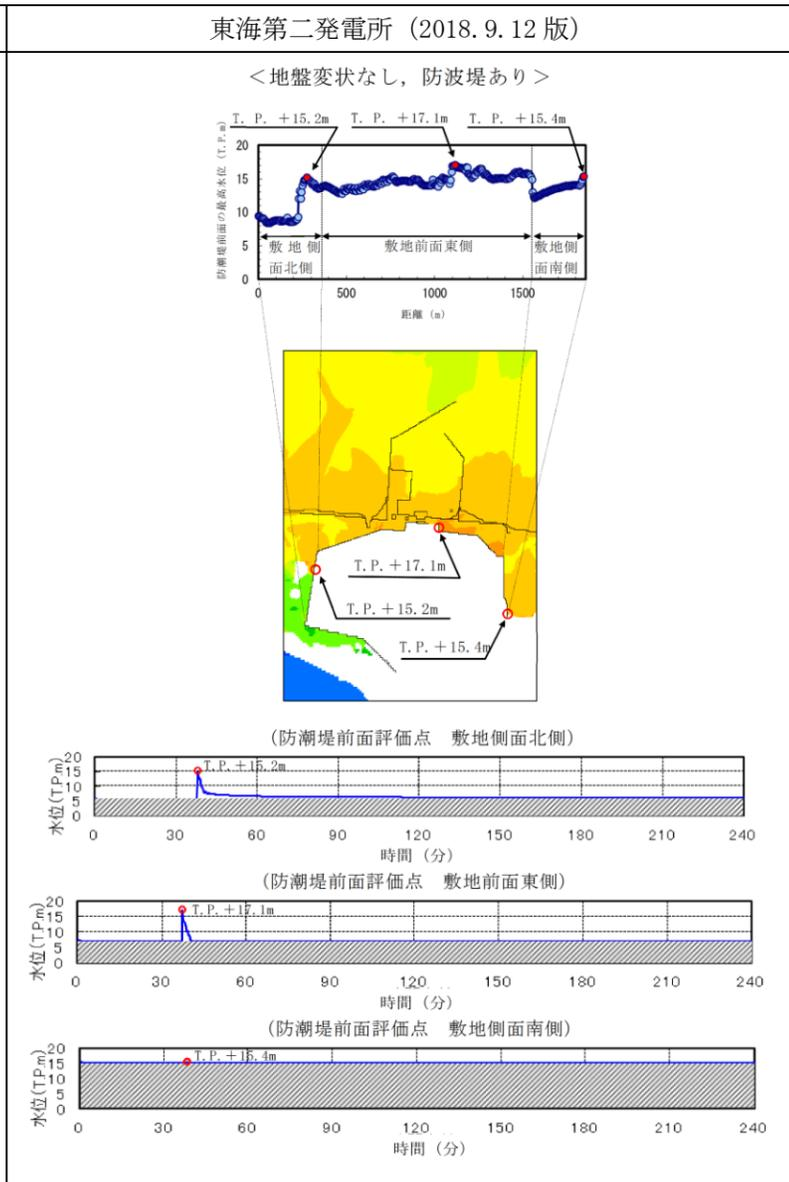 東海第二発電所（2018.9.12 版）
＜地盤変状なし，防波堤あり＞
T. P. ＋15.2m
T. P. ＋17.1m
T. P. ＋15.4m
防潮堤前面の最高水位 (T.P.m)
20
15
10
5
0
敷 地 側
面北側
敷地前面東側
敷地側
面南側
0 500 1000 1500
距離 (m)
T.P.＋17.1m
T.P.＋15.2m
T.P.＋15.4m
(防潮堤前面評価点　敷地側面北側)
水位(T.P.m)
20
15
10
5
0
T.P.＋15.2m
0 30 60 90 120 150 180 210 240
時間 (分)
(防潮堤前面評価点　敷地前面東側)
水位(T.P.m)
20
15
10
5
0
T.P.＋17.1m
0 30 60 90 120 150 180 210 240
時間 (分)
(防潮堤前面評価点　敷地側面南側)
水位(T.P.m)
20
15
10
5
0
T.P.＋15.4m
0 30 60 90 120 150 180 210 240
時間 (分)